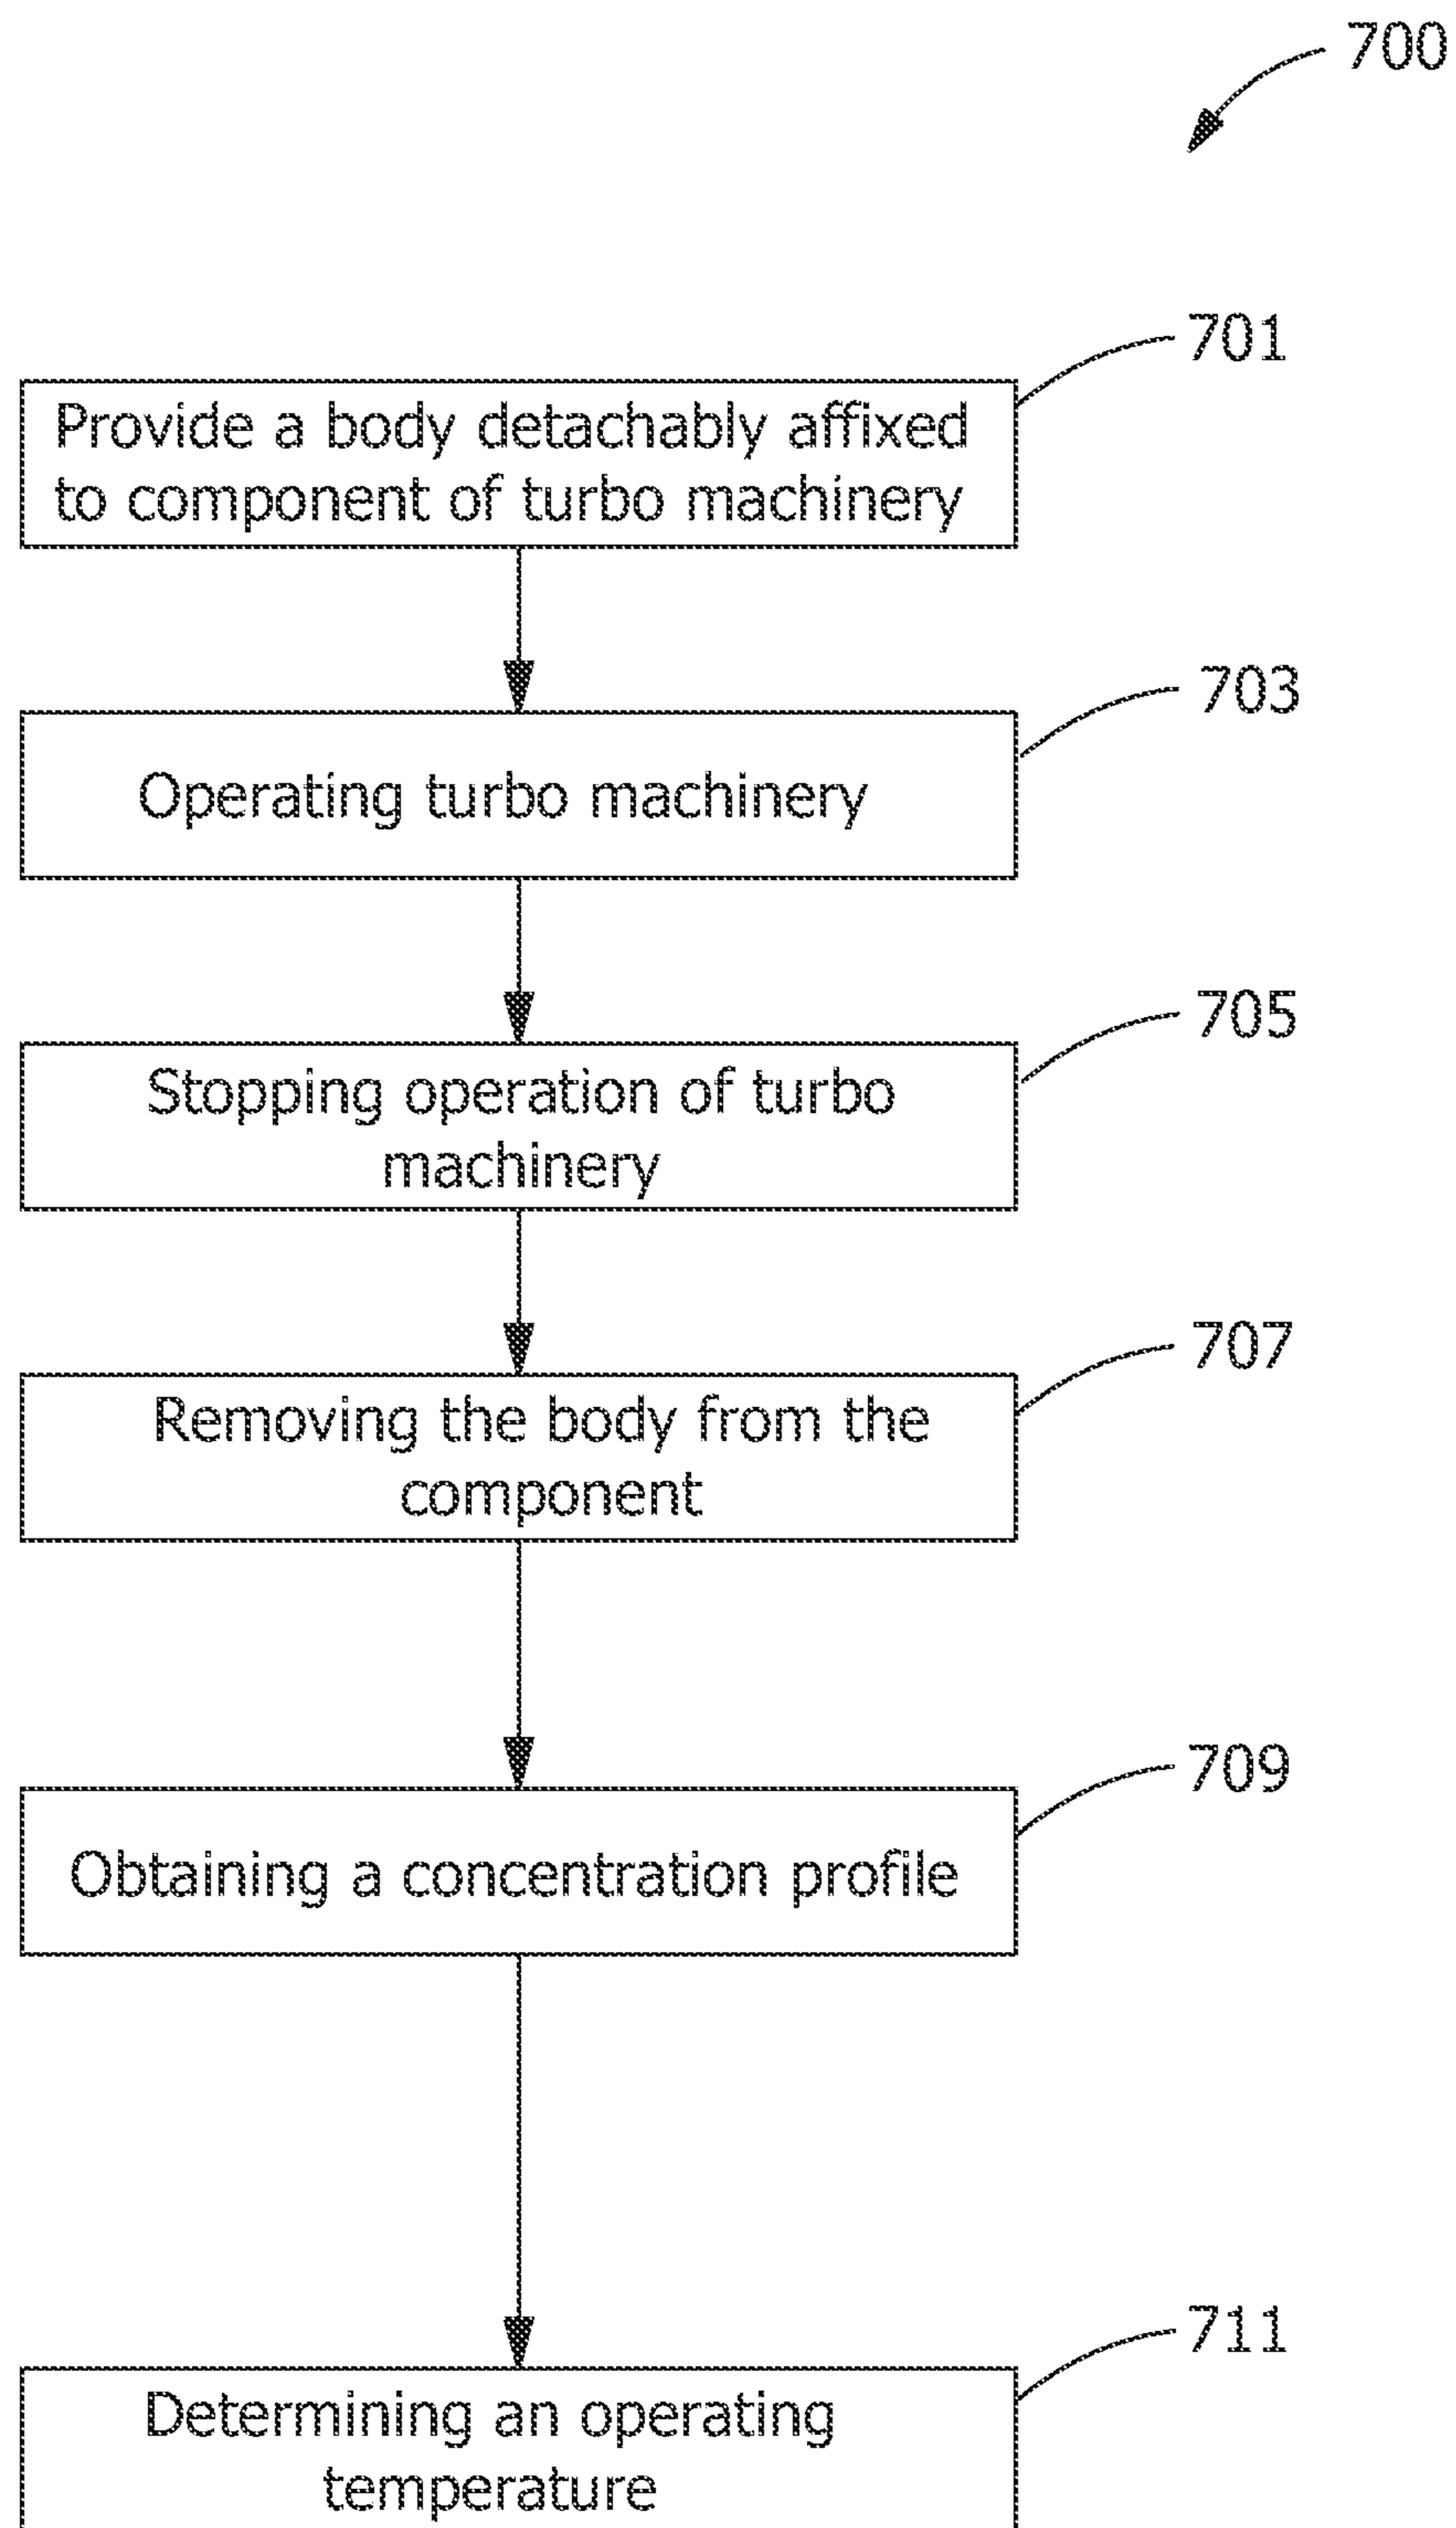 700
701
Provide a body detachably affixed
to component of turbo machinery
703
Operating turbo machinery
705
Stopping operation of turbo
machinery
707
Removing the body from the
component
709
Obtaining a concentration profile
711
Determining an operating
temperature